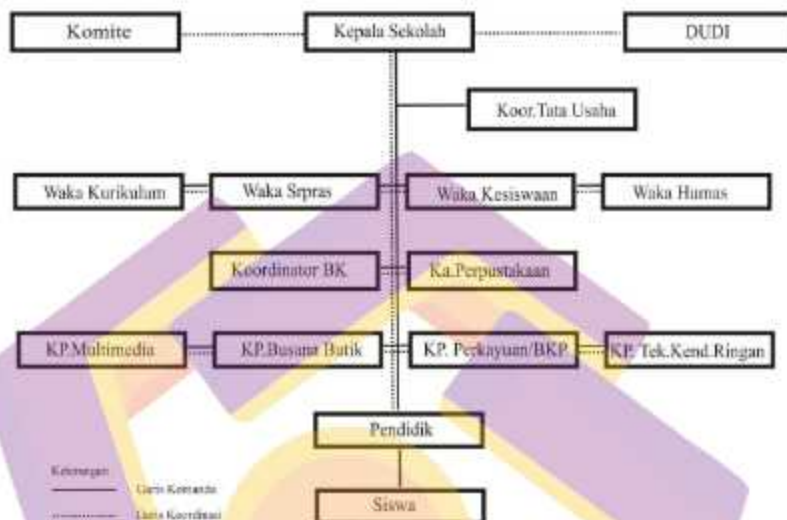 Komite
Kepala Sekolah
DUDI
Koor.Tata Usaha
Waka Kurikulum
Waka Srpras
Waka Kesiswaan
Waka Humas
Koordinator BK
Ka.Perpustakaan
KP.Multimedia
KP.Busana Butik
KP. Perkayuan/BKP
KP. Tek.Kend.Ringan
Pendidik
Siswa
Keterangan
Garis Komando
Garis Koordinasi